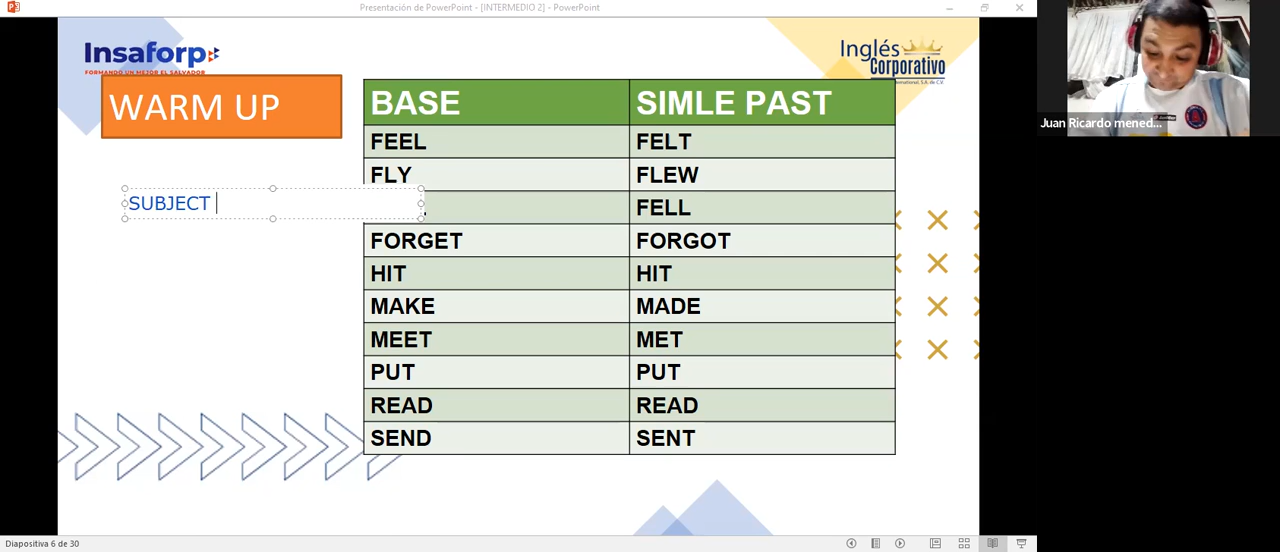 Presentación de PowerPoint - [INTERMEDIO 2] - PowerPoint
Insaforp
FORMANDO UN MEJOR EL SALVADOR
Inglés
Corporativo
International, S.A. de C.V.
WARM UP
BASE SIMLE PAST
FEEL FELT
FLY FLEW
SUBJECT
FELL
FORGET FORGOT
HIT HIT
MAKE MADE
MEET MET
PUT PUT
READ READ
SEND SENT
Juan Ricardo mened...
Diapositiva 6 de 30